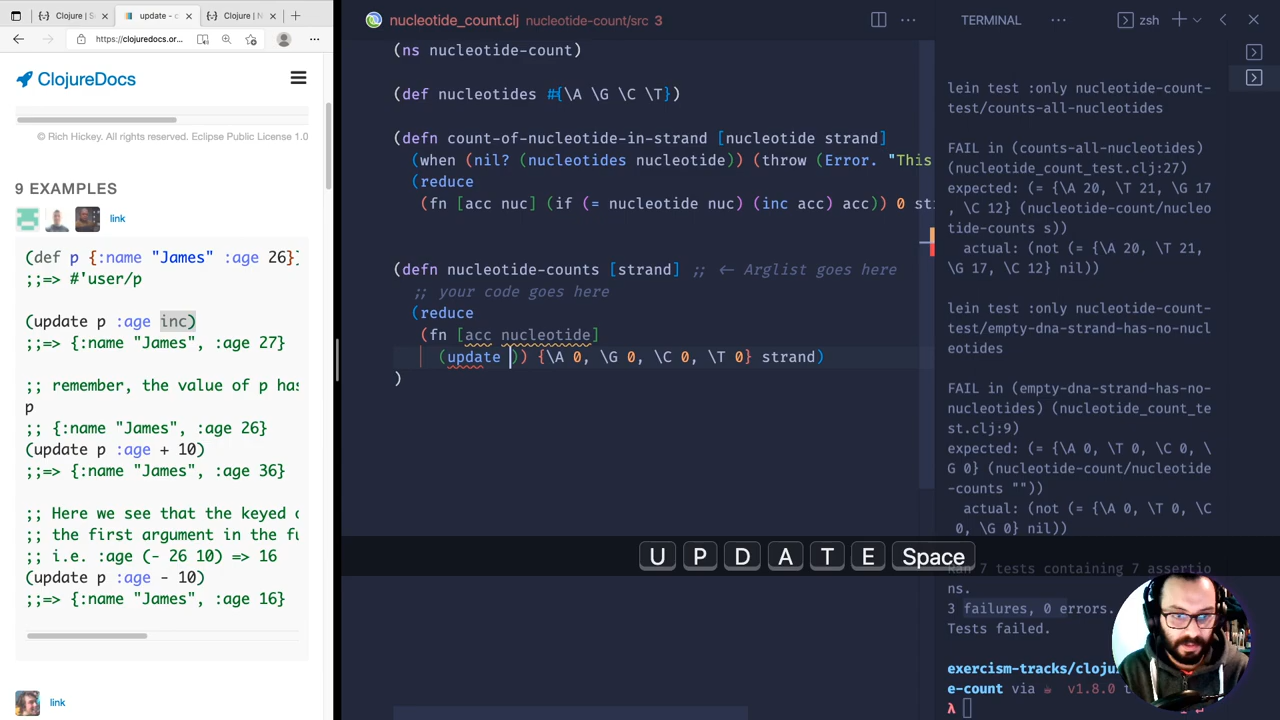 Clojure | S
update - c
Clojure | N
https://clojuredocs.or...
ClojureDocs
© Rich Hickey. All rights reserved. Eclipse Public License 1.0
9 EXAMPLES
link
(def p {:name "James" :age 26})
;;=> #'user/p
(update p :age inc)
;;=> {:name "James", :age 27}
;; remember, the value of p has
p
;; {:name "James", :age 26}
(update p :age + 10)
;;=> {:name "James", :age 36}
;; Here we see that the keyed o
;; the first argument in the fu
;; i.e. :age (- 26 10) => 16
(update p :age - 10)
;;=> {:name "James", :age 16}
link
nucleotide_count.clj nucleotide-count/src 3
(ns nucleotide-count)
(def nucleotides #{\A \G \C \T})
(defn count-of-nucleotide-in-strand [nucleotide strand]
(when (nil? (nucleotides nucleotide)) (throw (Error. "This
(reduce
(fn [acc nuc] (if (= nucleotide nuc) (inc acc) acc)) 0 str
(defn nucleotide-counts [strand] ;; <- Arglist goes here
;; your code goes here
(reduce
(fn [acc nucleotide]
(update )) {\A 0, \G 0, \C 0, \T 0} strand)
)
U P D A T E Space
TERMINAL
zsh
lein test :only nucleotide-count-
test/counts-all-nucleotides
FAIL in (counts-all-nucleotides)
(nucleotide_count_test.clj:27)
expected: (= {\A 20, \T 21, \G 17
, \C 12} (nucleotide-count/nucleo
tide-counts s))
actual: (not (= {\A 20, \T 21,
\G 17, \C 12} nil))
lein test :only nucleotide-count-
test/empty-dna-strand-has-no-nucl
eotides
FAIL in (empty-dna-strand-has-no-
nucleotides) (nucleotide_count_te
st.clj:9)
expected: (= {\A 0, \T 0, \C 0, \
G 0} (nucleotide-count/nucleotide
-counts ""))
actual: (not (= {\A 0, \T 0, \C
0, \G 0} nil))
Ran 7 tests containing 7 assertio
ns.
3 failures, 0 errors.
Tests failed.
exercism-tracks/cloju
e-count via v1.8.0
λ